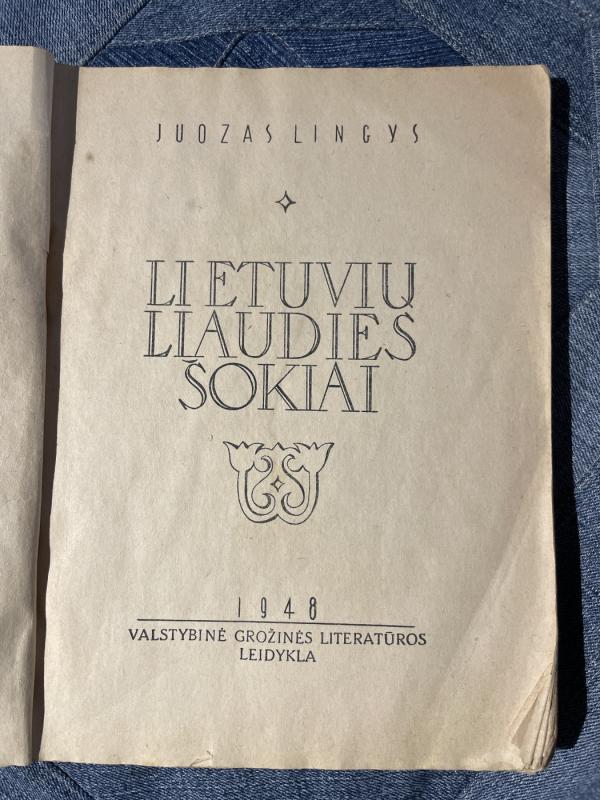 JUOZAS LINGYS
LIETUVIŲ
LIAUDIES
ŠOKIAI
1948
VALSTYBINĖ GROŽINĖS LITERATŪROS
LEIDYKLA